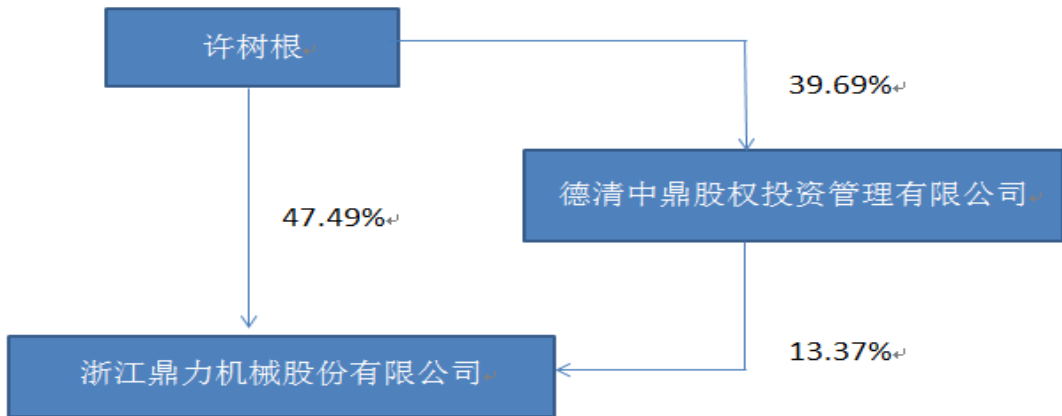 许树根
39.69%
德清中鼎股权投资管理有限公司
47.49%
13.37%
浙江鼎力机械股份有限公司